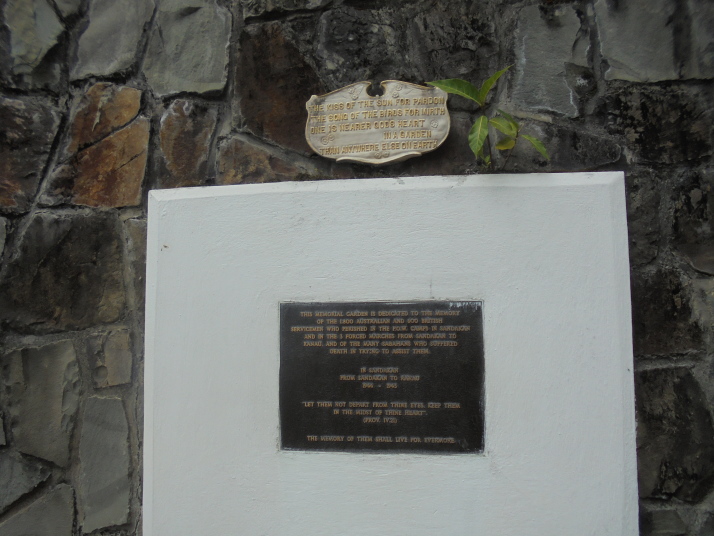 THE KISS OF THE SUN FOR PARDON
THE SONG OF THE BIRDS FOR MIRTH
ONE IS NEARER GODS HEART
IN A GARDEN
THAN ANYWHERE ELSE ON EARTH
THIS MEMORIAL GARDEN IS DEDICATED TO THE MEMORY
OF THE 1800 AUSTRALIAN AND 600 BRITISH
SERVICEMEN WHO PERISHED IN THE P.O.W. CAMPS IN SANDAKAN
AND IN THE 3 FORCED MARCHES FROM SANDAKAN TO
RANAU, AND OF THE MANY SABAHANS WHO SUFFERED
DEATH IN TRYING TO ASSIST THEM.
IN SANDAKAN
FROM SANDAKAN TO RANAU
1942 - 1945
"LET THEM NOT DEPART FROM THINE EYES; KEEP THEM
IN THE MIDST OF THINE HEART".
(PROV. IV:21)
THE MEMORY OF THEM SHALL LIVE FOR EVERMORE.